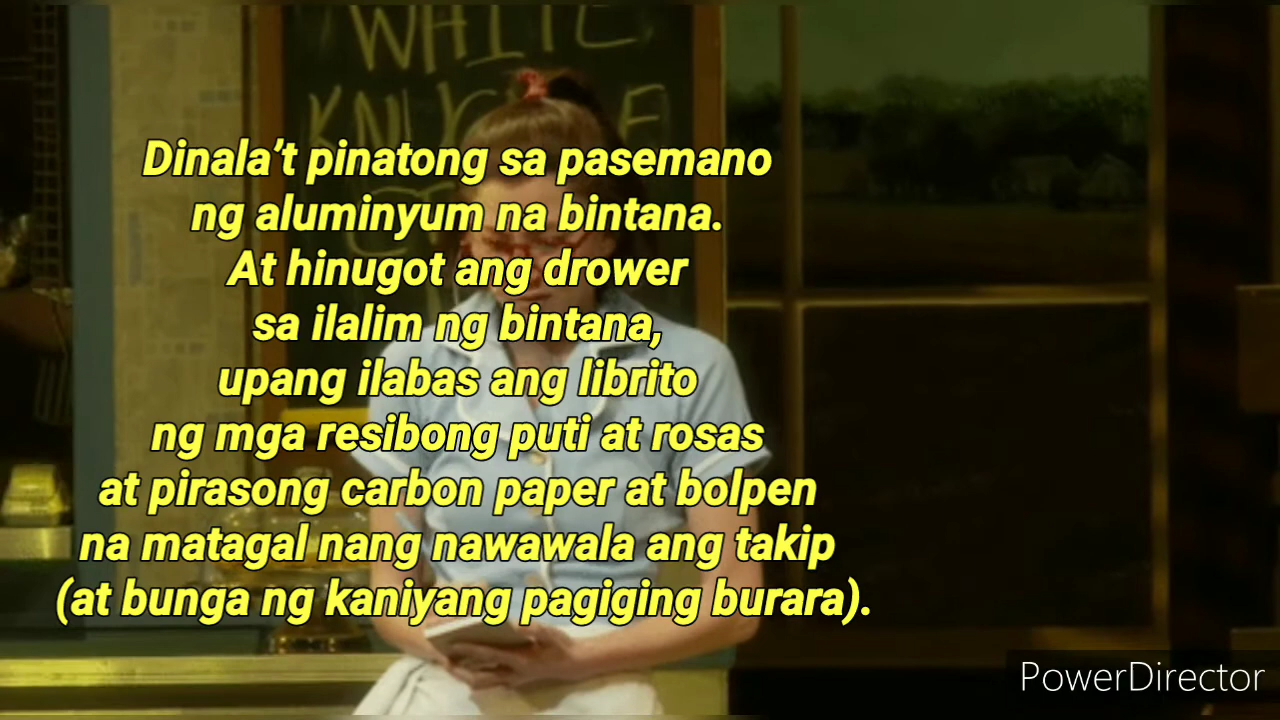 WHITE
KNUCKLE
Dinala’t pinatong sa pasemano
ng aluminyum na bintana.
At hinugot ang drower
sa ilalim ng bintana,
upang ilabas ang librito
ng mga resibong puti at rosas
at pirasong carbon paper at bolpen
na matagal nang nawawala ang takip
(at bunga ng kaniyang pagiging burara).
PowerDirector